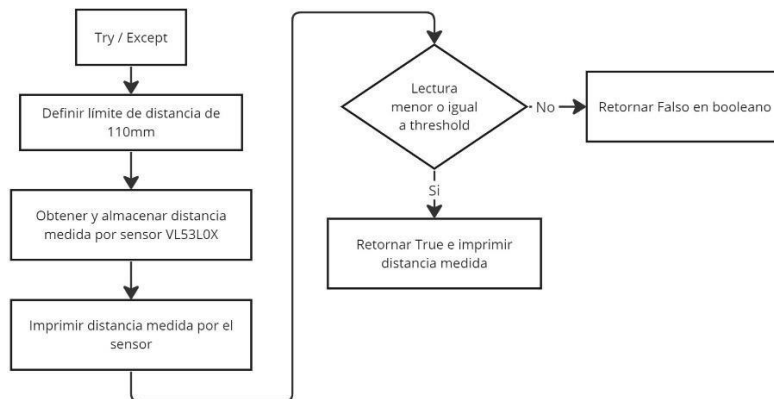 Try / Except
Definir límite de distancia de
110mm
Obtener y almacenar distancia
medida por sensor VL53L0X
Imprimir distancia medida por el
sensor
Lectura
menor o igual
a threshold
No
Retornar Falso en booleano
Si
Retornar True e imprimir
distancia medida